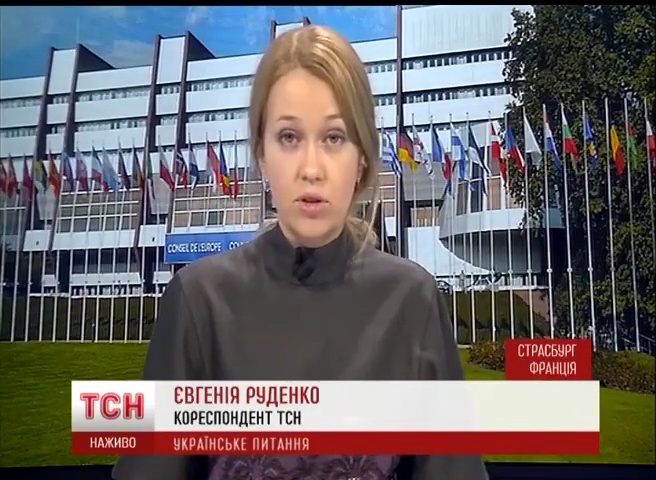 CONSEIL DE L'EUROPE
СТРАСБУРГ
ФРАНЦІЯ
ТСН
ЄВГЕНІЯ РУДЕНКО
КОРЕСПОНДЕНТ ТСН
НАЖИВО
УКРАЇНСЬКЕ ПИТАННЯ